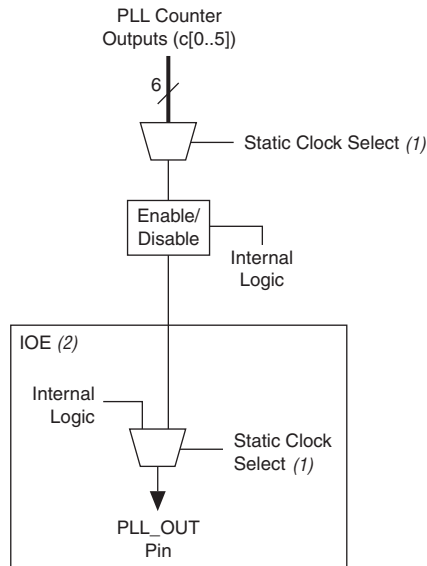 PLL Counter
Outputs (c[0..5])
6
Static Clock Select (1)
Enable/
Disable
Internal
Logic
IOE (2)
Internal
Logic
Static Clock
Select (1)
PLL_OUT
Pin